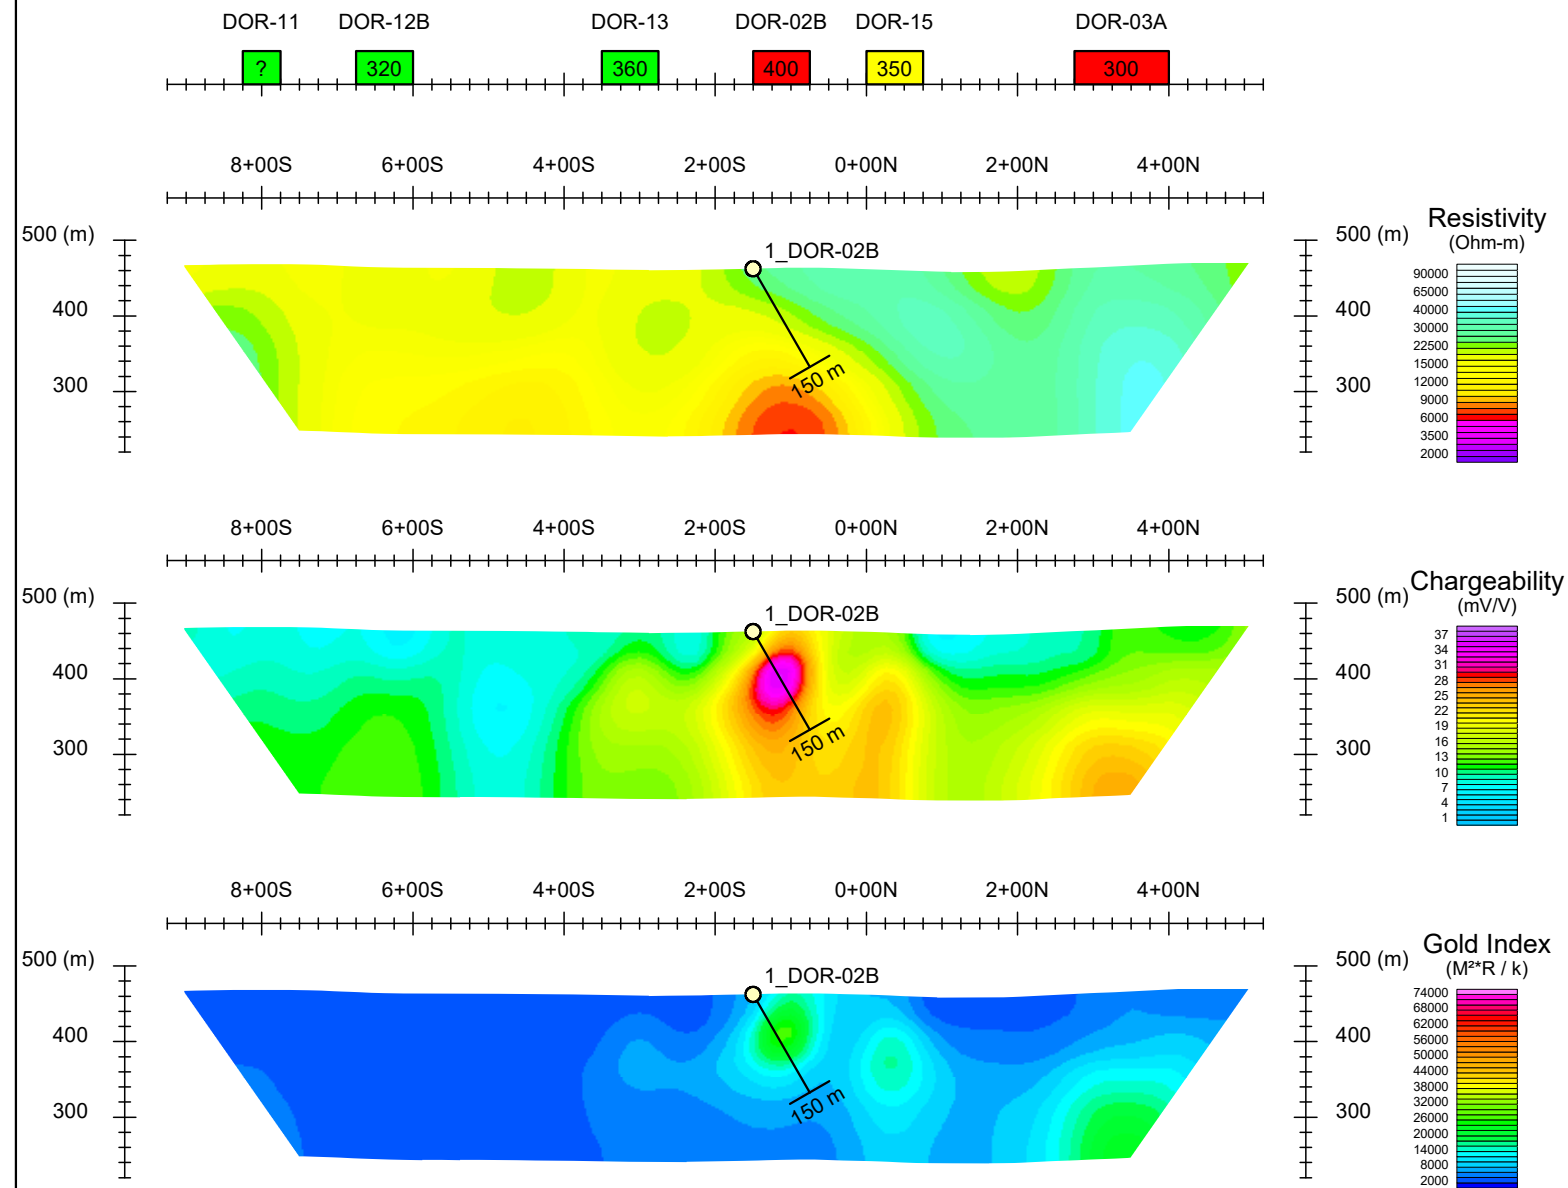 DOR-11 DOR-12B DOR-13 DOR-02B DOR-15 DOR-03A
? 320 360 400 350 300
8+00S 6+00S 4+00S 2+00S 0+00N 2+00N 4+00N
500 (m) 500 (m)
400 400
300 300
1_DOR-02B
150 m
Resistivity
(Ohm-m)
90000
65000
40000
30000
22500
15000
12000
9000
6000
3500
2000
8+00S 6+00S 4+00S 2+00S 0+00N 2+00N 4+00N
500 (m) 500 (m)
400 400
300 300
1_DOR-02B
150 m
Chargeability
(mV/V)
37
34
31
28
25
22
19
16
13
10
7
4
1
8+00S 6+00S 4+00S 2+00S 0+00N 2+00N 4+00N
500 (m) 500 (m)
400 400
300 300
1_DOR-02B
150 m
Gold Index
(M²*R / k)
74000
68000
62000
56000
50000
44000
38000
32000
26000
20000
14000
8000
2000